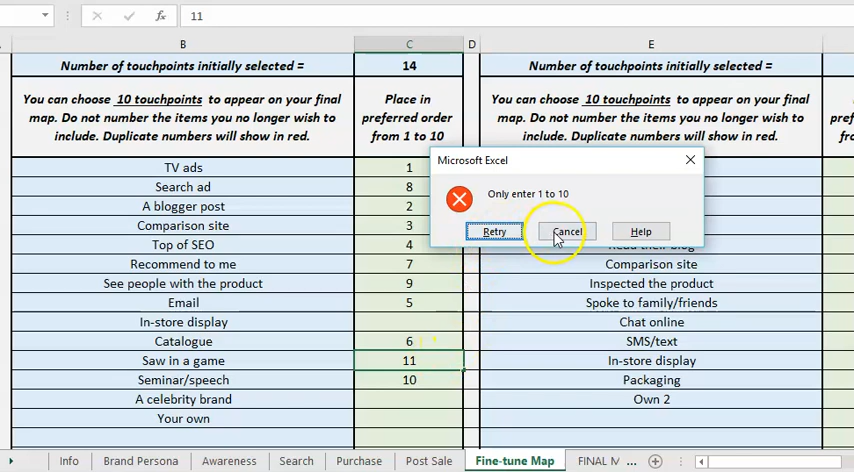 11
B C D E
Number of touchpoints initially selected = 14 Number of touchpoints initially selected =
You can choose 10 touchpoints to appear on your final
map. Do not number the items you no longer wish to
include. Duplicate numbers will show in red.
Place in
preferred order
from 1 to 10
You can choose 10 touchpoints to appear on your final
map. Do not number the items you no longer wish to
include. Duplicate numbers will show in red.
TV ads 1
Search ad 8
A blogger post 2
Comparison site 3
Top of SEO 4
Recommend to me 7
See people with the product 9
Email 5
In-store display
Catalogue 6
Saw in a game 11
Seminar/speech 10
A celebrity brand
Your own
Microsoft Excel
Only enter 1 to 10
Retry Cancel Help
Read their blog
Comparison site
Inspected the product
Spoke to family/friends
Chat online
SMS/text
In-store display
Packaging
Own 2
Info Brand Persona Awareness Search Purchase Post Sale Fine-tune Map FINAL M ...